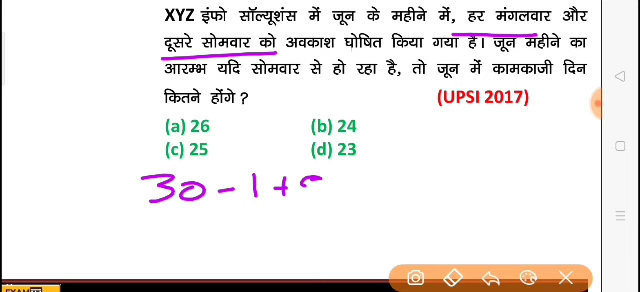 XYZ इंफो सॉल्यूशंस में जून के महीने में, हर मंगलवार और
दूसरे सोमवार को अवकाश घोषित किया गया है। जून महीने का
आरम्भ यदि सोमवार से हो रहा है, तो जून में कामकाजी दिन
कितने होंगे ? (UPSI 2017)
(a) 26 (b) 24
(c) 25 (d) 23
30 - 1 +
EXAM